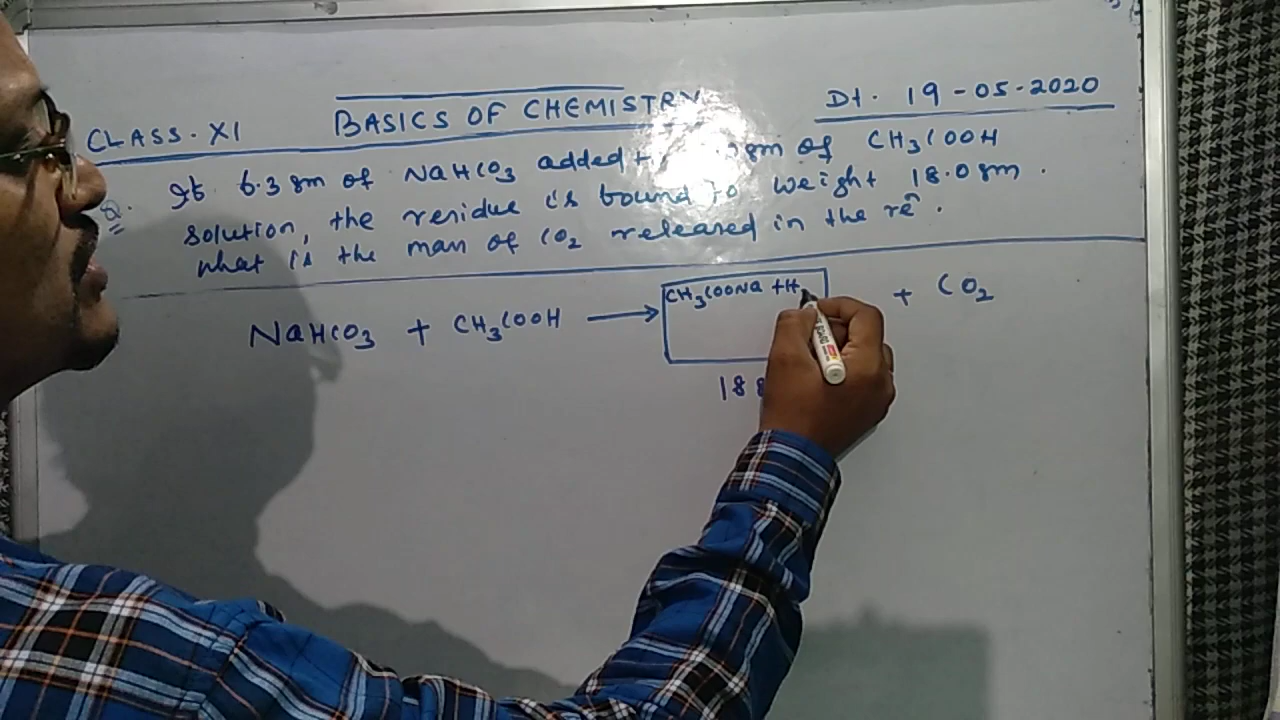 BASICS OF CHEMISTRY
Dt. 19-05-2020
CLASS-XI
Q. If 6.3 gm of NaHCO3 added gm of CH3COOH
solution, the residue is bound to weight 18.0 gm.
What is the mass of CO2 released in the rē.
NaHCO3 + CH3COOH → CH3COONa + H + CO2
18